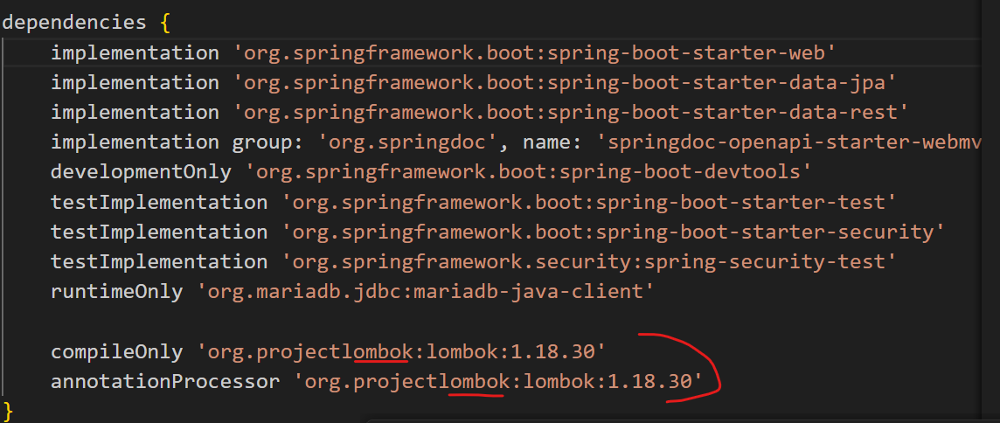 dependencies {
implementation 'org.springframework.boot:spring-boot-starter-web'
implementation 'org.springframework.boot:spring-boot-starter-data-jpa'
implementation 'org.springframework.boot:spring-boot-starter-data-rest'
implementation group: 'org.springdoc', name: 'springdoc-openapi-starter-webmv
developmentOnly 'org.springframework.boot:spring-boot-devtools'
testImplementation 'org.springframework.boot:spring-boot-starter-test'
testImplementation 'org.springframework.boot:spring-boot-starter-security'
testImplementation 'org.springframework.security:spring-security-test'
runtimeOnly 'org.mariadb.jdbc:mariadb-java-client'
compileOnly 'org.projectlombok:lombok:1.18.30'
annotationProcessor 'org.projectlombok:lombok:1.18.30'
}